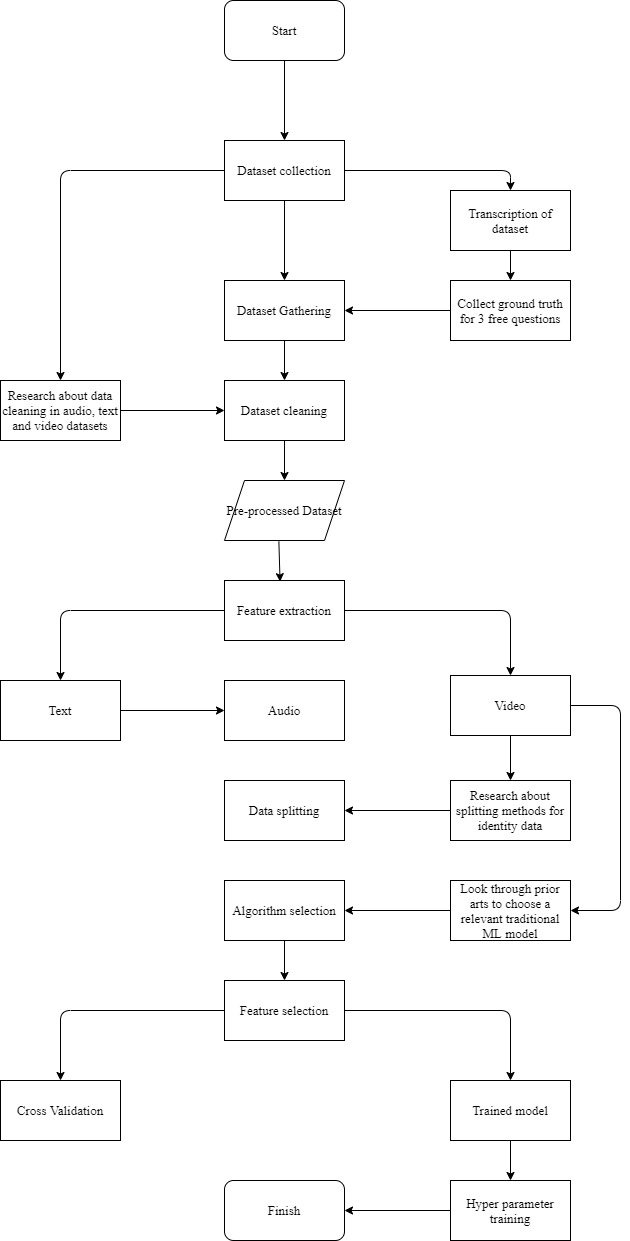 Start
Dataset collection
Transcription of
dataset
Dataset Gathering
Collect ground truth
for 3 free questions
Research about data
cleaning in audio, text
and video datasets
Dataset cleaning
Pre-processed Dataset
Feature extraction
Text
Audio
Video
Data splitting
Research about
splitting methods for
identity data
Algorithm selection
Look through prior
arts to choose a
relevant traditional
ML model
Feature selection
Cross Validation
Trained model
Finish
Hyper parameter
training